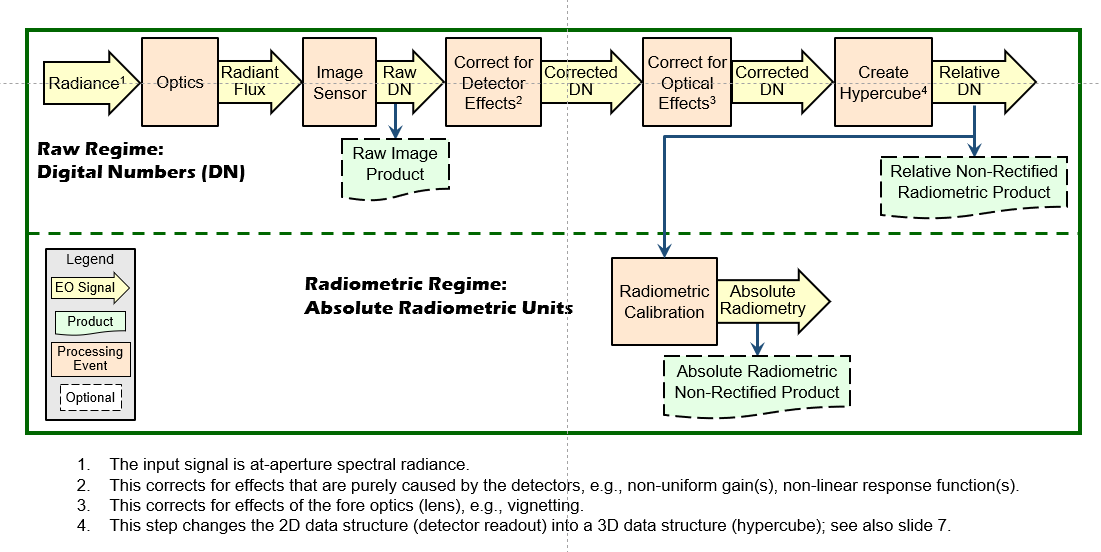 Radiance¹
Optics
Radiant
Flux
Image
Sensor
Raw
DN
Correct for
Detector
Effects²
Corrected
DN
Correct for
Optical
Effects³
Corrected
DN
Create
Hypercube⁴
Relative
DN
Raw Regime:
Digital Numbers (DN)
Raw Image
Product
Relative Non-Rectified
Radiometric Product
Legend
EO Signal
Product
Processing
Event
Optional
Radiometric Regime:
Absolute Radiometric Units
Radiometric
Calibration
Absolute
Radiometry
Absolute Radiometric
Non-Rectified Product
1. The input signal is at-aperture spectral radiance.
2. This corrects for effects that are purely caused by the detectors, e.g., non-uniform gain(s), non-linear response function(s).
3. This corrects for effects of the fore optics (lens), e.g., vignetting.
4. This step changes the 2D data structure (detector readout) into a 3D data structure (hypercube); see also slide 7.